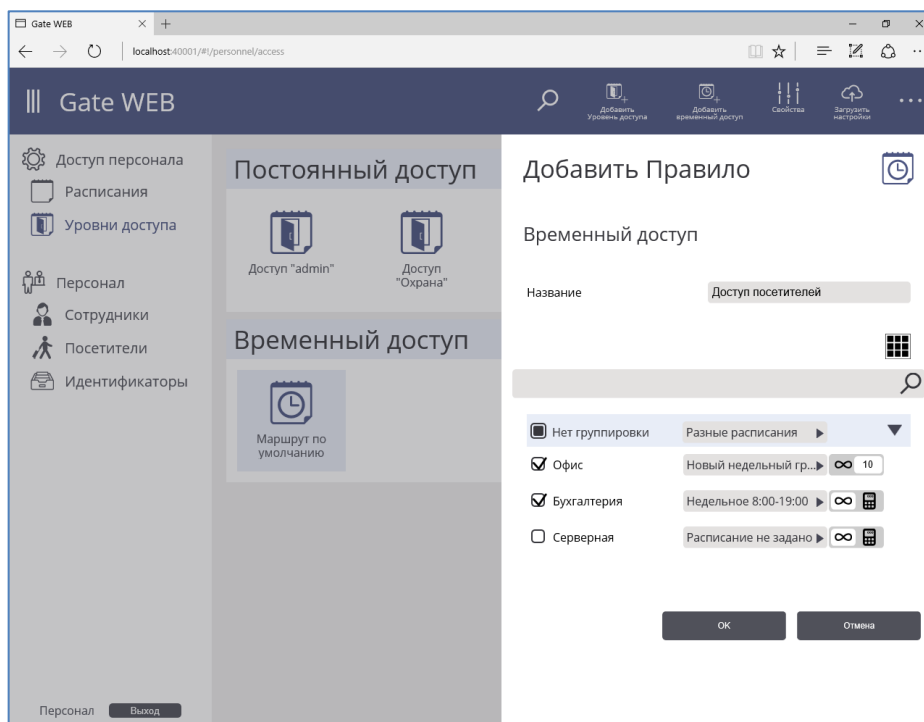 Gate WEB
localhost:40001/#!/personnel/access
Gate WEB
Добавить
Уровень доступа
Добавить
временный доступ
Свойства
Загрузить
настройки
Доступ персонала
Расписания
Уровни доступа
Персонал
Сотрудники
Посетители
Идентификаторы
Персонал
Выход
Постоянный доступ
Доступ "admin"
Доступ
"Охрана"
Временный доступ
Маршрут по
умолчанию
Добавить Правило
Временный доступ
Название
Доступ посетителей
Нет группировки
Разные расписания
Офис
Новый недельный гр...
10
Бухгалтерия
Недельное 8:00-19:00
Серверная
Расписание не задано
OK
Отмена